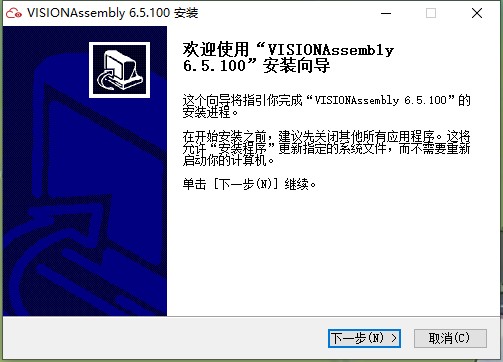 VISIONAssembly 6.5.100 安装
欢迎使用“VISIONAssembly
6.5.100”安装向导
这个向导将指引你完成“VISIONAssembly 6.5.100”的
安装进程。
在开始安装之前，建议先关闭其他所有应用程序。这将
允许“安装程序”更新指定的系统文件，而不需要重新
启动你的计算机。
单击 [下一步(N)] 继续。
下一步(N) >
取消(C)